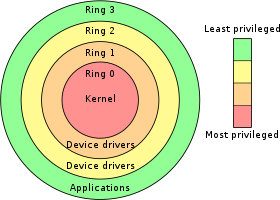 Ring 3
Ring 2
Ring 1
Ring 0
Kernel
Device drivers
Device drivers
Applications
Least privileged
Most privileged